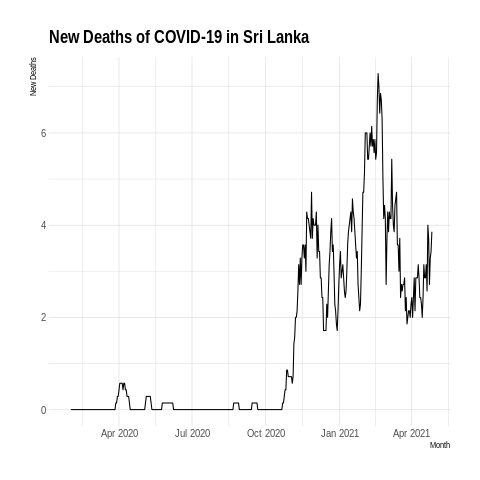 New Deaths of COVID-19 in Sri Lanka
New Deaths
6
4
2
0
Apr 2020 Jul 2020 Oct 2020 Jan 2021 Apr 2021
Month